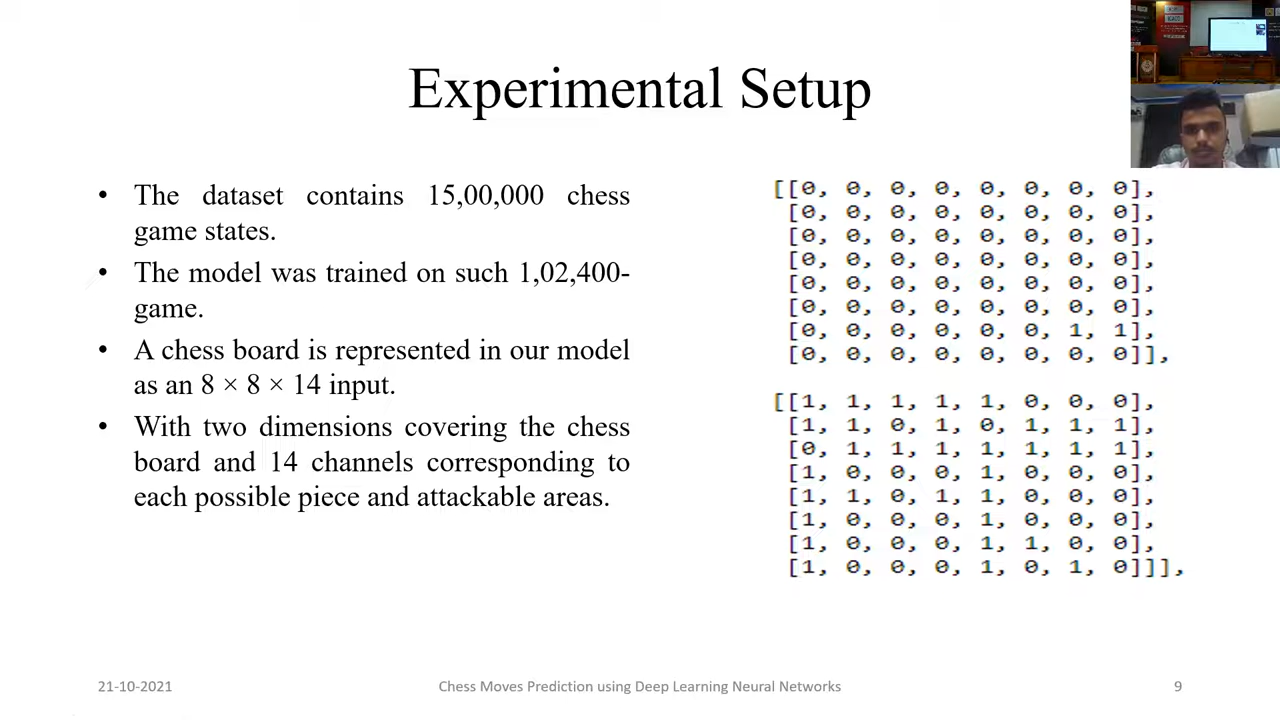 Experimental Setup
• The dataset contains 15,00,000 chess
game states.
• The model was trained on such 1,02,400-
game.
• A chess board is represented in our model
as an 8 × 8 × 14 input.
• With two dimensions covering the chess
board and 14 channels corresponding to
each possible piece and attackable areas.
[[0, 0, 0, 0, 0, 0, 0, 0],
[0, 0, 0, 0, 0, 0, 0, 0],
[0, 0, 0, 0, 0, 0, 0, 0],
[0, 0, 0, 0, 0, 0, 0, 0],
[0, 0, 0, 0, 0, 0, 0, 0],
[0, 0, 0, 0, 0, 0, 0, 0],
[0, 0, 0, 0, 0, 0, 1, 1],
[0, 0, 0, 0, 0, 0, 0, 0]],
[[1, 1, 1, 1, 1, 0, 0, 0],
[1, 1, 0, 1, 0, 1, 1, 1],
[0, 1, 1, 1, 1, 1, 1, 1],
[1, 0, 0, 0, 1, 0, 0, 0],
[1, 1, 0, 1, 1, 0, 0, 0],
[1, 0, 0, 0, 1, 0, 0, 0],
[1, 0, 0, 0, 1, 1, 0, 0],
[1, 0, 0, 0, 1, 0, 1, 0]]],
21-10-2021
Chess Moves Prediction using Deep Learning Neural Networks
9